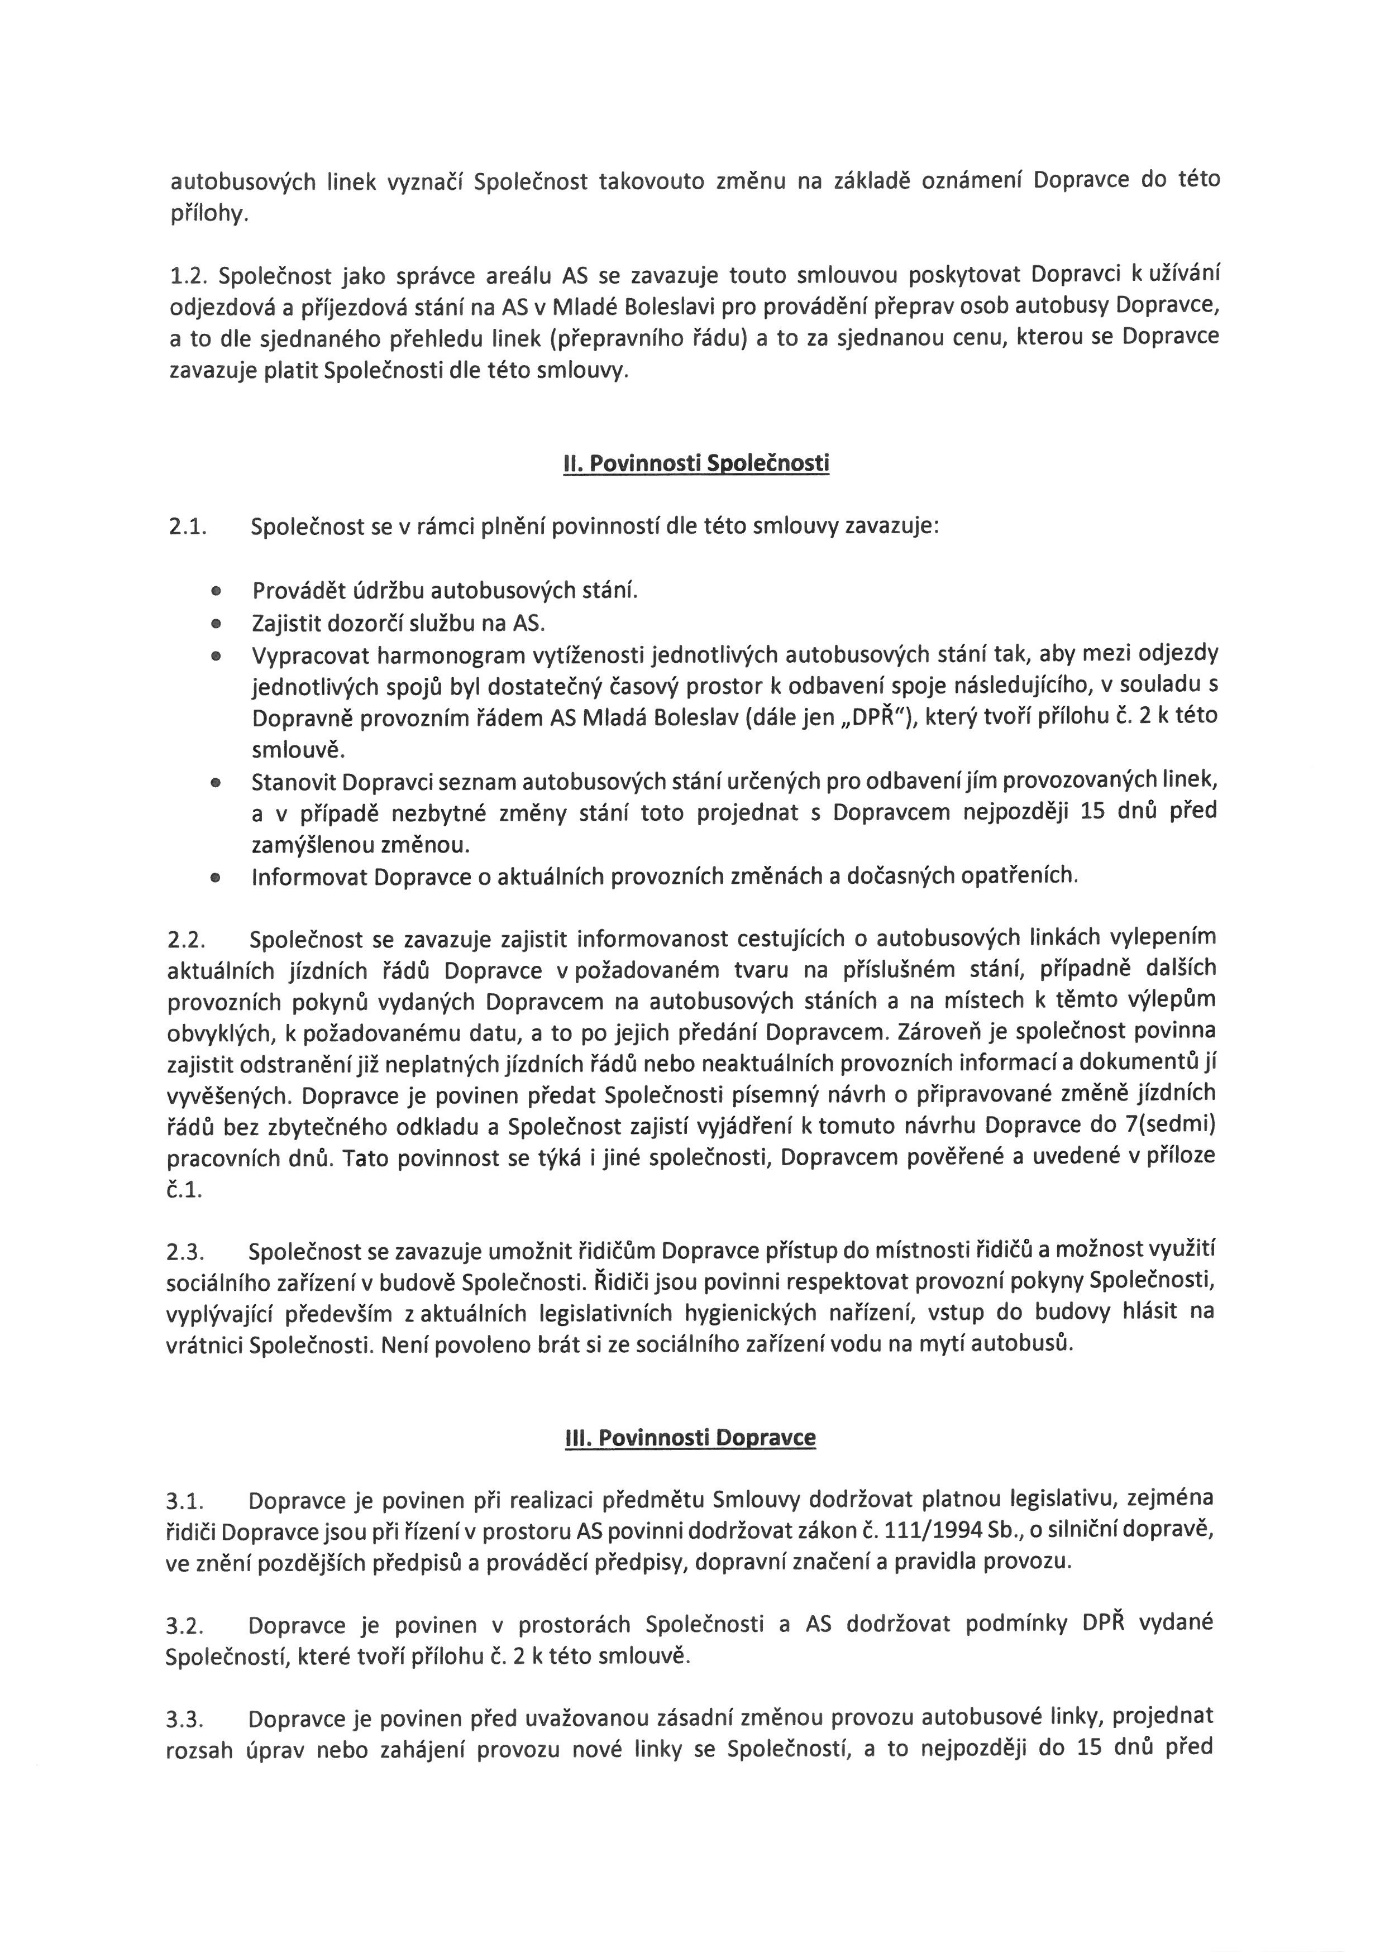 autobusových linek vyznačí Společnost takovouto změnu na základě oznámení Dopravce do této
přílohy.
1.2. Společnost jako správce areálu AS se zavazuje touto smlouvou poskytovat Dopravci k užívání
odjezdová a příjezdová stání na AS v Mladé Boleslavi pro provádění přeprav osob autobusy Dopravce,
a to dle sjednaného přehledu linek (přepravního řádu) a to za sjednanou cenu, kterou se Dopravce
zavazuje platit Společnosti dle této smlouvy.
II. Povinnosti Společnosti
2.1. Společnost se v rámci plnění povinností dle této smlouvy zavazuje:
• Provádět údržbu autobusových stání.
• Zajistit dozorčí službu na AS.
• Vypracovat harmonogram vytíženosti jednotlivých autobusových stání tak, aby mezi odjezdy
jednotlivých spojů byl dostatečný časový prostor k odbavení spoje následujícího, v souladu s
Dopravně provozním řádem AS Mladá Boleslav (dále jen „DPŘ“), který tvoří přílohu č. 2 k této
smlouvě.
• Stanovit Dopravci seznam autobusových stání určených pro odbavení jím provozovaných linek,
a v případě nezbytné změny stání toto projednat s Dopravcem nejpozději 15 dnů před
zamýšlenou změnou.
• Informovat Dopravce o aktuálních provozních změnách a dočasných opatřeních.
2.2. Společnost se zavazuje zajistit informovanost cestujících o autobusových linkách vylepením
aktuálních jízdních řádů Dopravce v požadovaném tvaru na příslušném stání, případně dalších
provozních pokynů vydaných Dopravcem na autobusových stáních a na místech k těmto výlepům
obvyklých, k požadovanému datu, a to po jejich předání Dopravcem. Zároveň je společnost povinna
zajistit odstranění již neplatných jízdních řádů nebo neaktuálních provozních informací a dokumentů jí
vyvěšených. Dopravce je povinen předat Společnosti písemný návrh o připravované změně jízdních
řádů bez zbytečného odkladu a Společnost zajistí vyjádření k tomuto návrhu Dopravce do 7(sedmi)
pracovních dnů. Tato povinnost se týká i jiné společnosti, Dopravcem pověřené a uvedené v příloze
č.1.
2.3. Společnost se zavazuje umožnit řidičům Dopravce přístup do místnosti řidičů a možnost využití
sociálního zařízení v budově Společnosti. Řidiči jsou povinni respektovat provozní pokyny Společnosti,
vyplývající především z aktuálních legislativních hygienických nařízení, vstup do budovy hlásit na
vrátnici Společnosti. Není povoleno brát si ze sociálního zařízení vodu na mytí autobusů.
III. Povinnosti Dopravce
3.1. Dopravce je povinen při realizaci předmětu Smlouvy dodržovat platnou legislativu, zejména
řidiči Dopravce jsou při řízení v prostoru AS povinni dodržovat zákon č. 111/1994 Sb., o silniční dopravě,
ve znění pozdějších předpisů a prováděcí předpisy, dopravní značení a pravidla provozu.
3.2. Dopravce je povinen v prostorách Společnosti a AS dodržovat podmínky DPŘ vydané
Společností, které tvoří přílohu č. 2 k této smlouvě.
3.3. Dopravce je povinen před uvažovanou zásadní změnou provozu autobusové linky, projednat
rozsah úprav nebo zahájení provozu nové linky se Společností, a to nejpozději do 15 dnů před